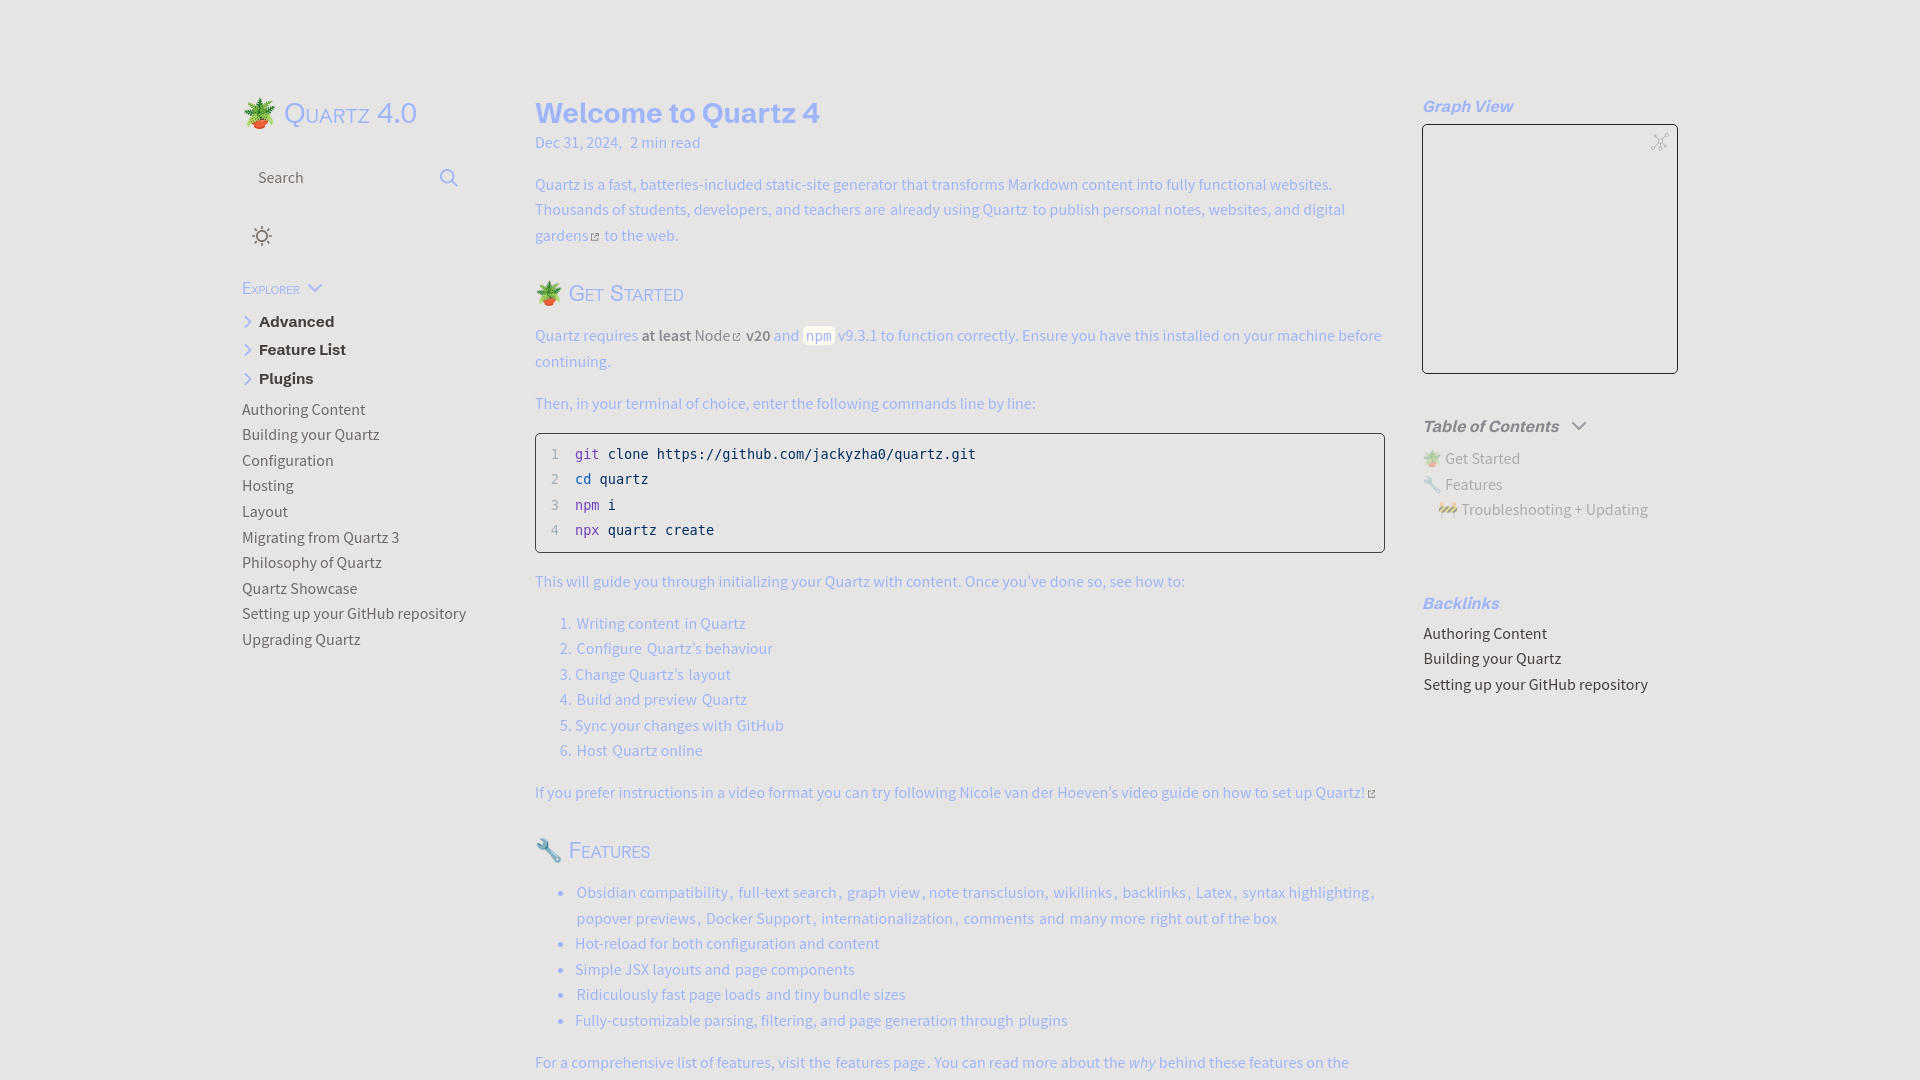 🪴 Quartz 4.0
Search
Explorer
Advanced
Feature List
Plugins
Authoring Content
Building your Quartz
Configuration
Hosting
Layout
Migrating from Quartz 3
Philosophy of Quartz
Quartz Showcase
Setting up your GitHub repository
Upgrading Quartz
Welcome to Quartz 4
Dec 31, 2024, 2 min read
Quartz is a fast, batteries-included static-site generator that transforms Markdown content into fully functional websites.
Thousands of students, developers, and teachers are already using Quartz to publish personal notes, websites, and digital
gardens to the web.
🪴 Get Started
Quartz requires at least Node v20 and npm v9.3.1 to function correctly. Ensure you have this installed on your machine before
continuing.
Then, in your terminal of choice, enter the following commands line by line:
1 git clone https://github.com/jackyzha0/quartz.git
2 cd quartz
3 npm i
4 npx quartz create
This will guide you through initializing your Quartz with content. Once you've done so, see how to:
1. Writing content in Quartz
2. Configure Quartz's behaviour
3. Change Quartz's layout
4. Build and preview Quartz
5. Sync your changes with GitHub
6. Host Quartz online
If you prefer instructions in a video format you can try following Nicole van der Hoeven's video guide on how to set up Quartz!
🔧 Features
• Obsidian compatibility, full-text search, graph view, note transclusion, wikilinks, backlinks, Latex, syntax highlighting,
popover previews, Docker Support, internationalization, comments and many more right out of the box
• Hot-reload for both configuration and content
• Simple JSX layouts and page components
• Ridiculously fast page loads and tiny bundle sizes
• Fully-customizable parsing, filtering, and page generation through plugins
For a comprehensive list of features, visit the features page. You can read more about the why behind these features on the
Graph View
Table of Contents
🪴 Get Started
🔧 Features
🚧 Troubleshooting + Updating
Backlinks
Authoring Content
Building your Quartz
Setting up your GitHub repository